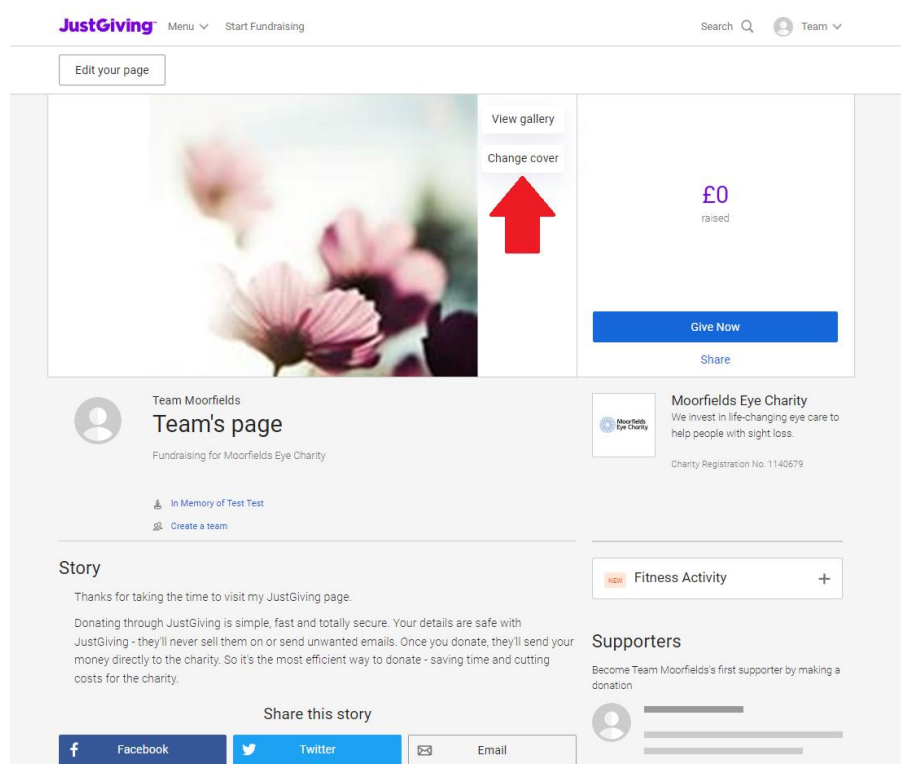 JustGiving™ Menu Start Fundraising Search Team
Edit your page
View gallery
Change cover
£0
raised
Give Now
Share
Team Moorfields
Team's page
Fundraising for Moorfields Eye Charity
In Memory of Test Test
Create a team
Moorfields
Eye Charity
Moorfields Eye Charity
We invest in life-changing eye care to
help people with sight loss.
Charity Registration No. 1140679
Story
Thanks for taking the time to visit my JustGiving page.
Donating through JustGiving is simple, fast and totally secure. Your details are safe with
JustGiving - they'll never sell them on or send unwanted emails. Once you donate, they'll send your
money directly to the charity. So it's the most efficient way to donate - saving time and cutting
costs for the charity.
Share this story
Facebook Twitter Email
NEW Fitness Activity +
Supporters
Become Team Moorfields's first supporter by making a
donation